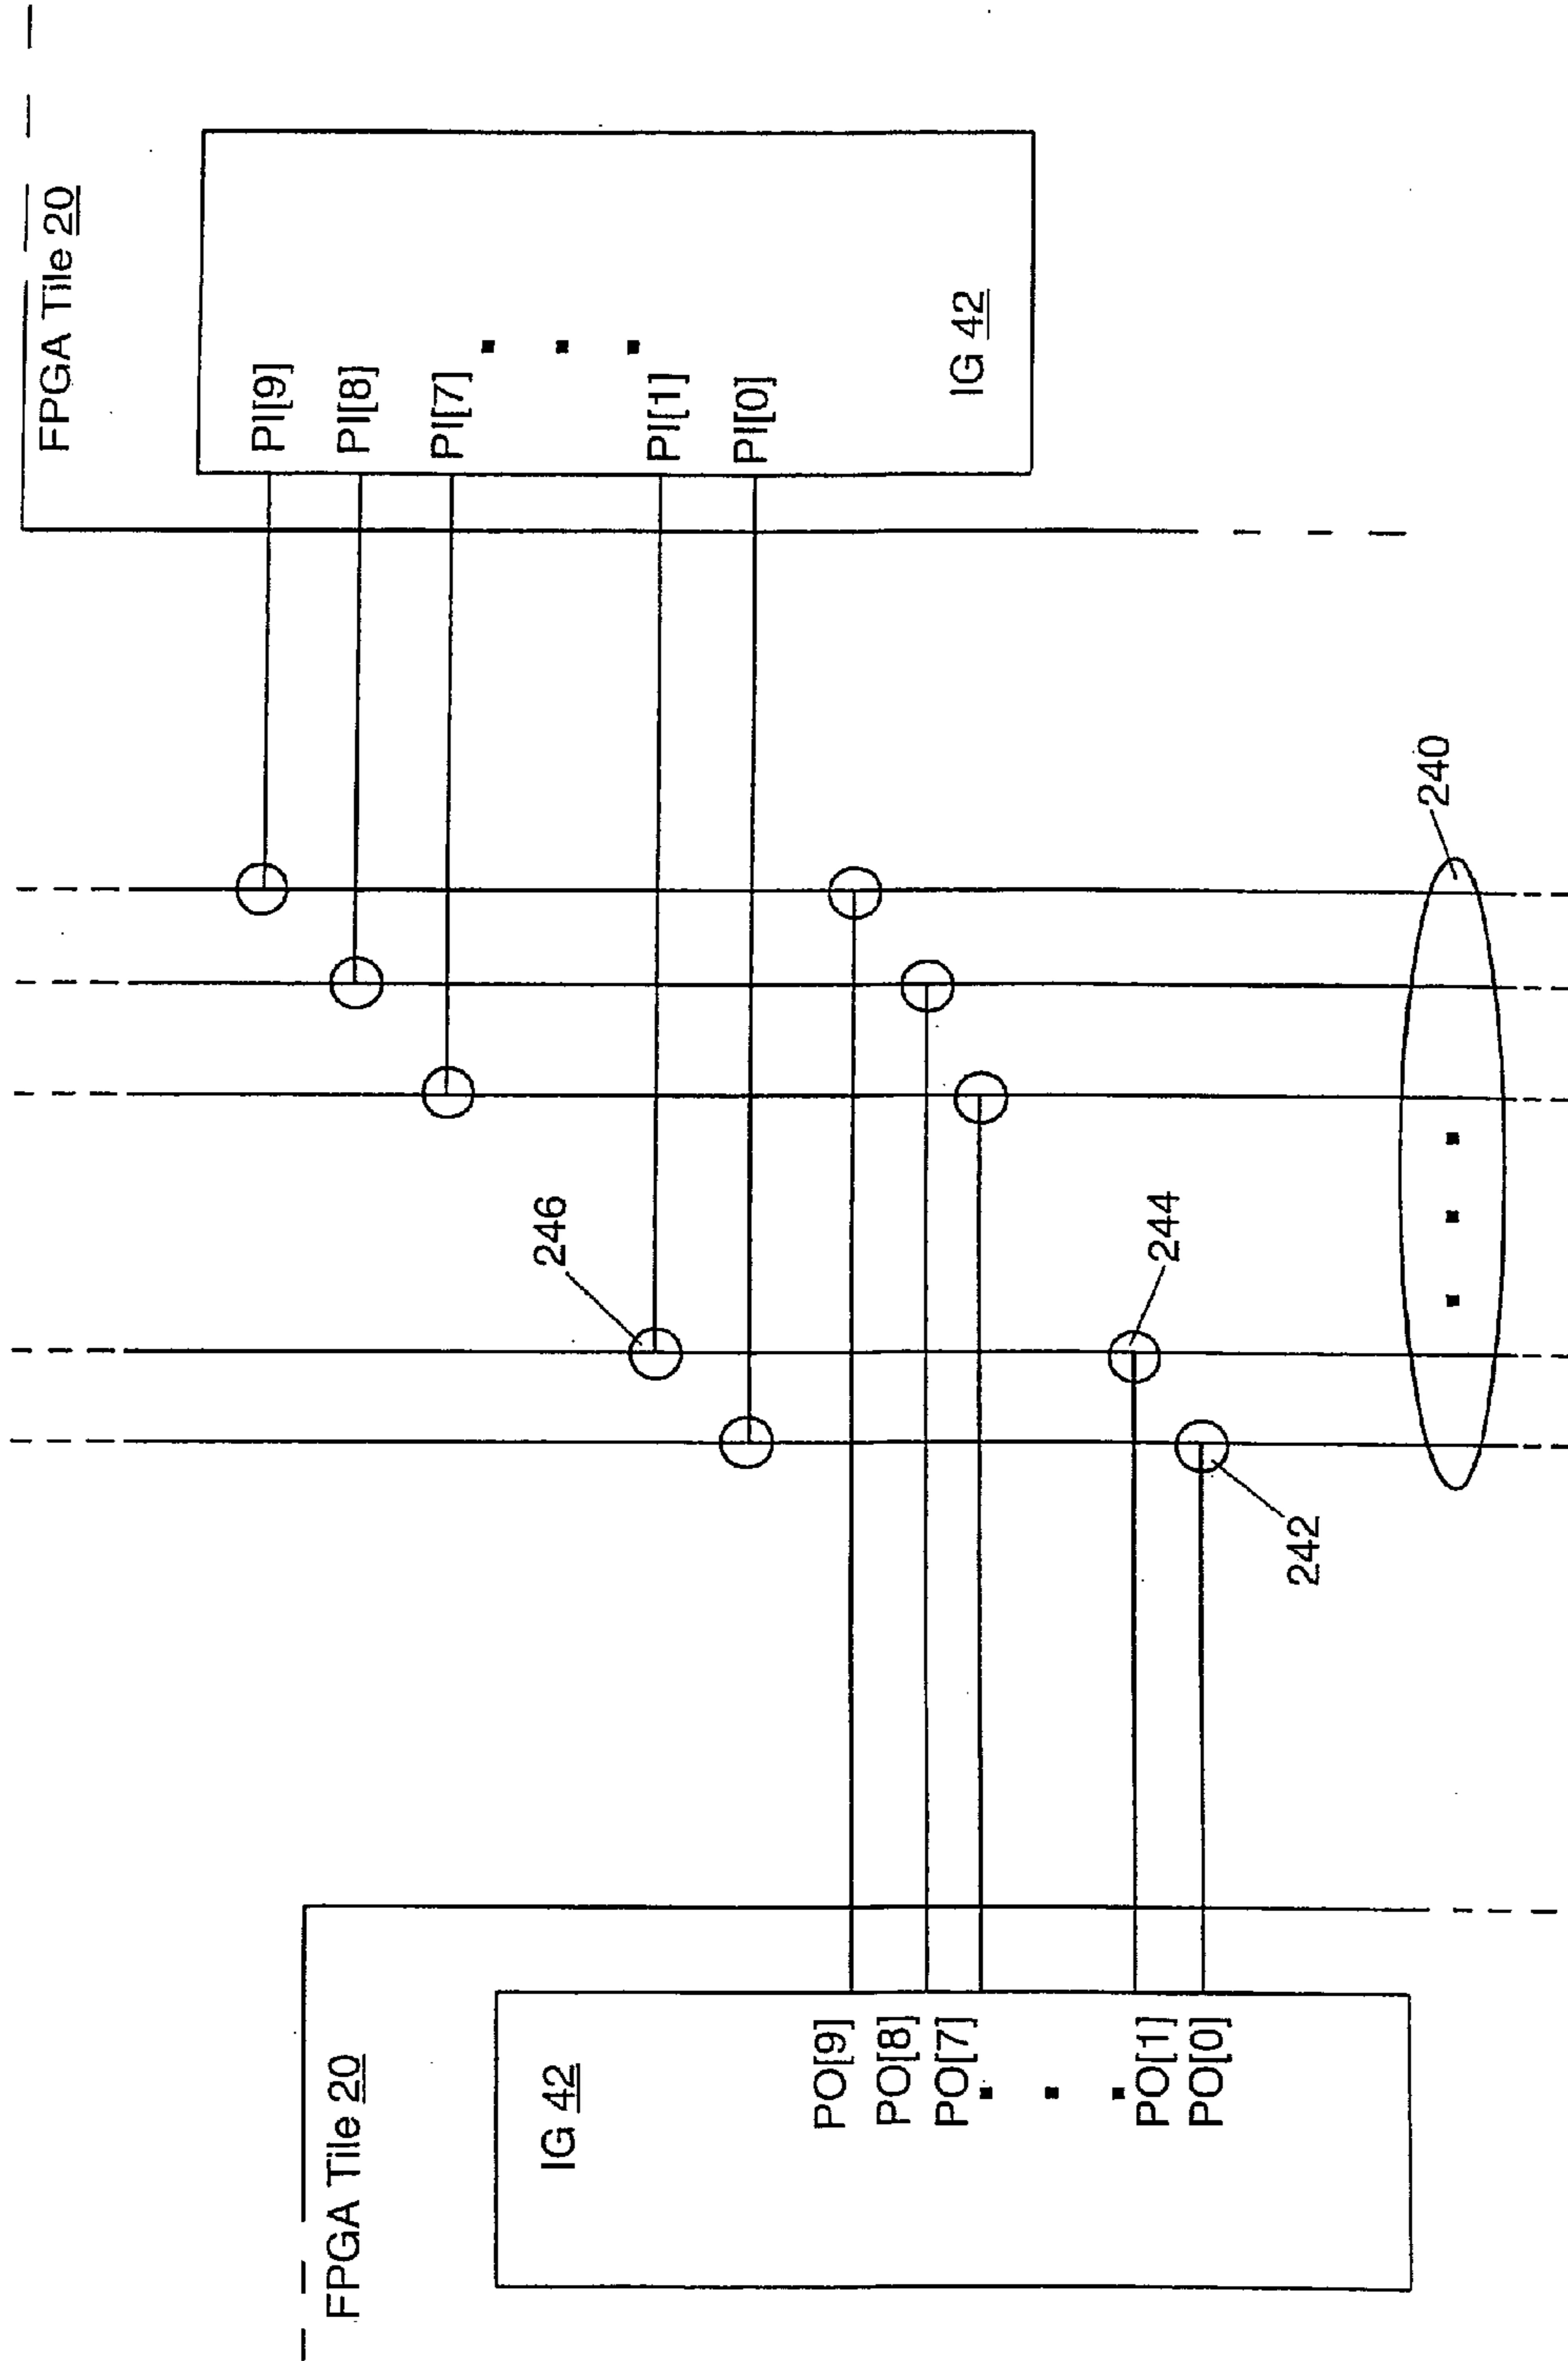 FPGA Tile 20
IG 42
PO[9]
PO[8]
PO[7]
PO[1]
PO[0]
242
244
246
240
FPGA Tile 20
PI[9]
PI[8]
PI[7]
PI[1]
PI[0]
IG 42